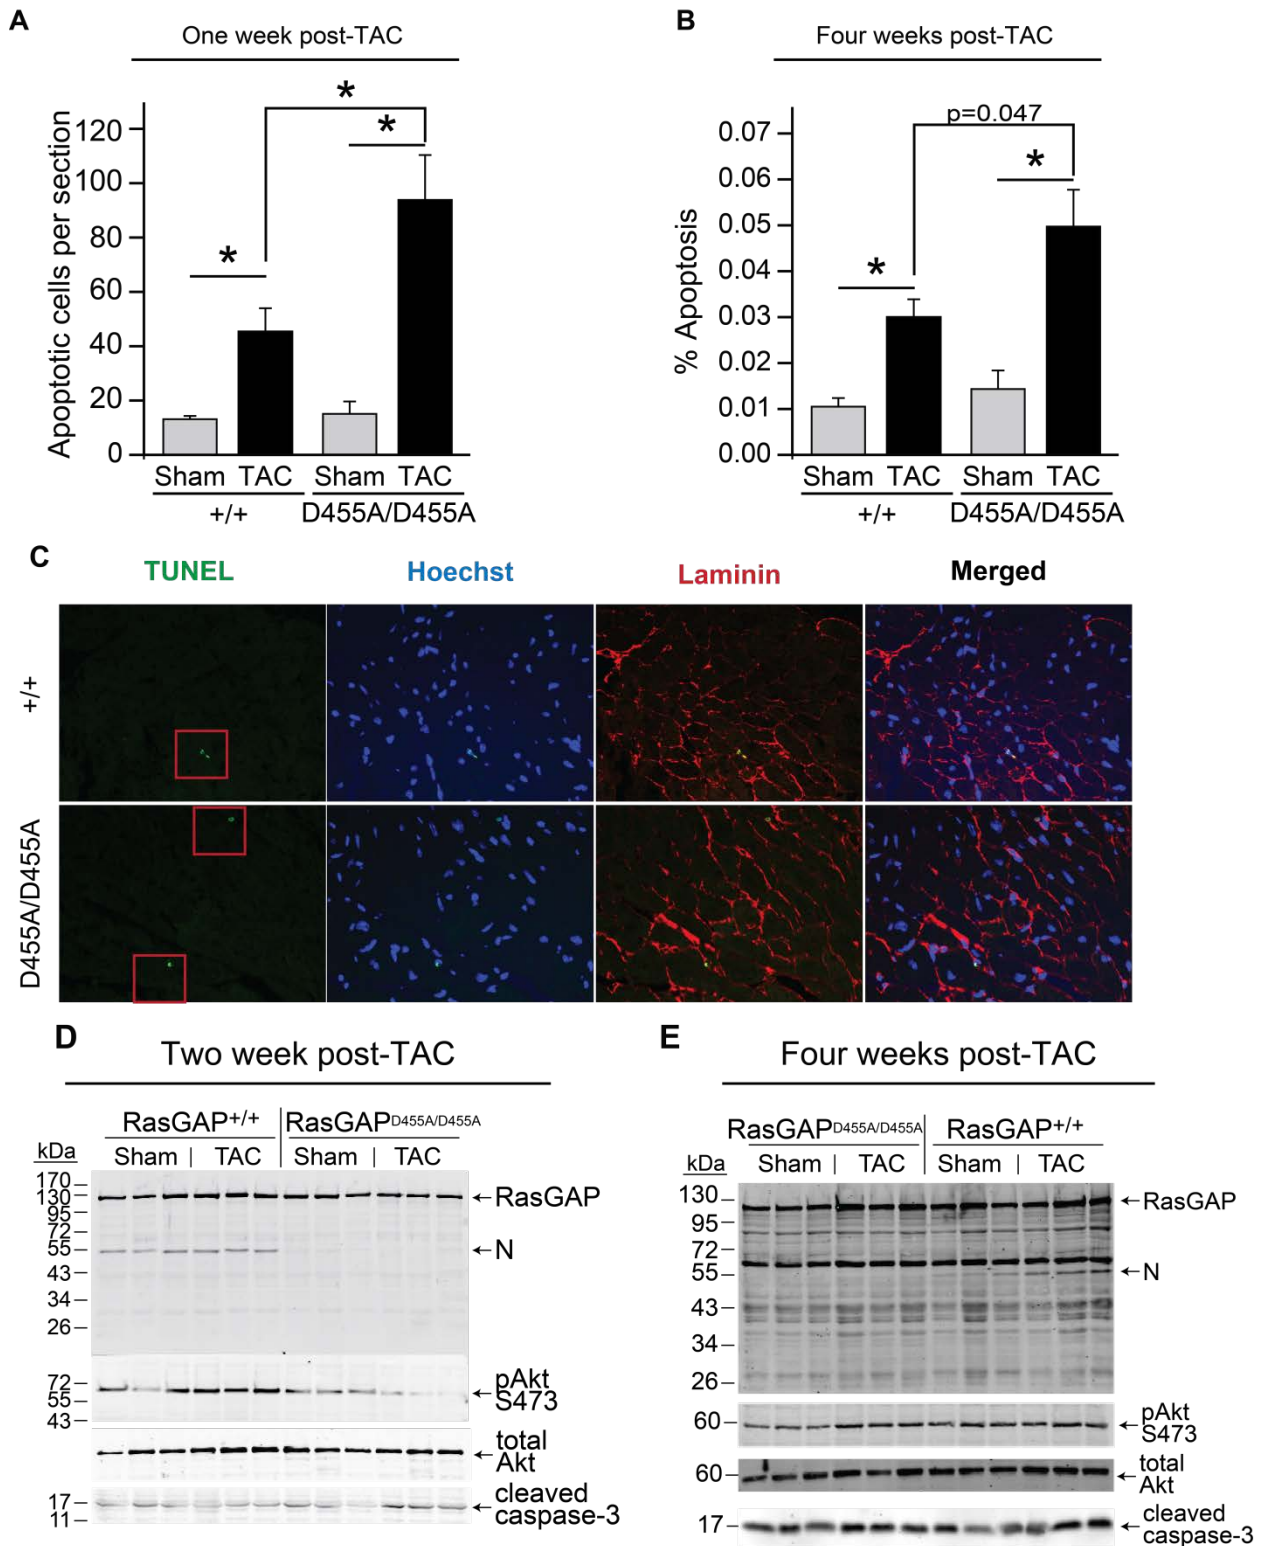 A
One week post-TAC
Apoptotic cells per section
120
100
80
60
40
20
0
*
*
*
Sham TAC Sham TAC
+/+ D455A/D455A
B
Four weeks post-TAC
% Apoptosis
0.07
0.06
0.05
0.04
0.03
0.02
0.01
0.00
p=0.047
*
*
Sham TAC Sham TAC
+/+ D455A/D455A
C
TUNEL Hoechst Laminin Merged
+/+
D455A/D455A
D
Two week post-TAC
RasGAP+/+ RasGAPD455A/D455A
kDa
Sham | TAC Sham | TAC
170
130
95
72
55
43
34
26
←RasGAP
←N
72
55
43
pAkt
←S473
total
←Akt
17
11
cleaved
←caspase-3
E
Four weeks post-TAC
RasGAPD455A/D455A RasGAP+/+
kDa
Sham | TAC Sham | TAC
130
95
72
55
43
34
26
←RasGAP
←N
60
pAkt
←S473
60
total
←Akt
17
cleaved
←caspase-3